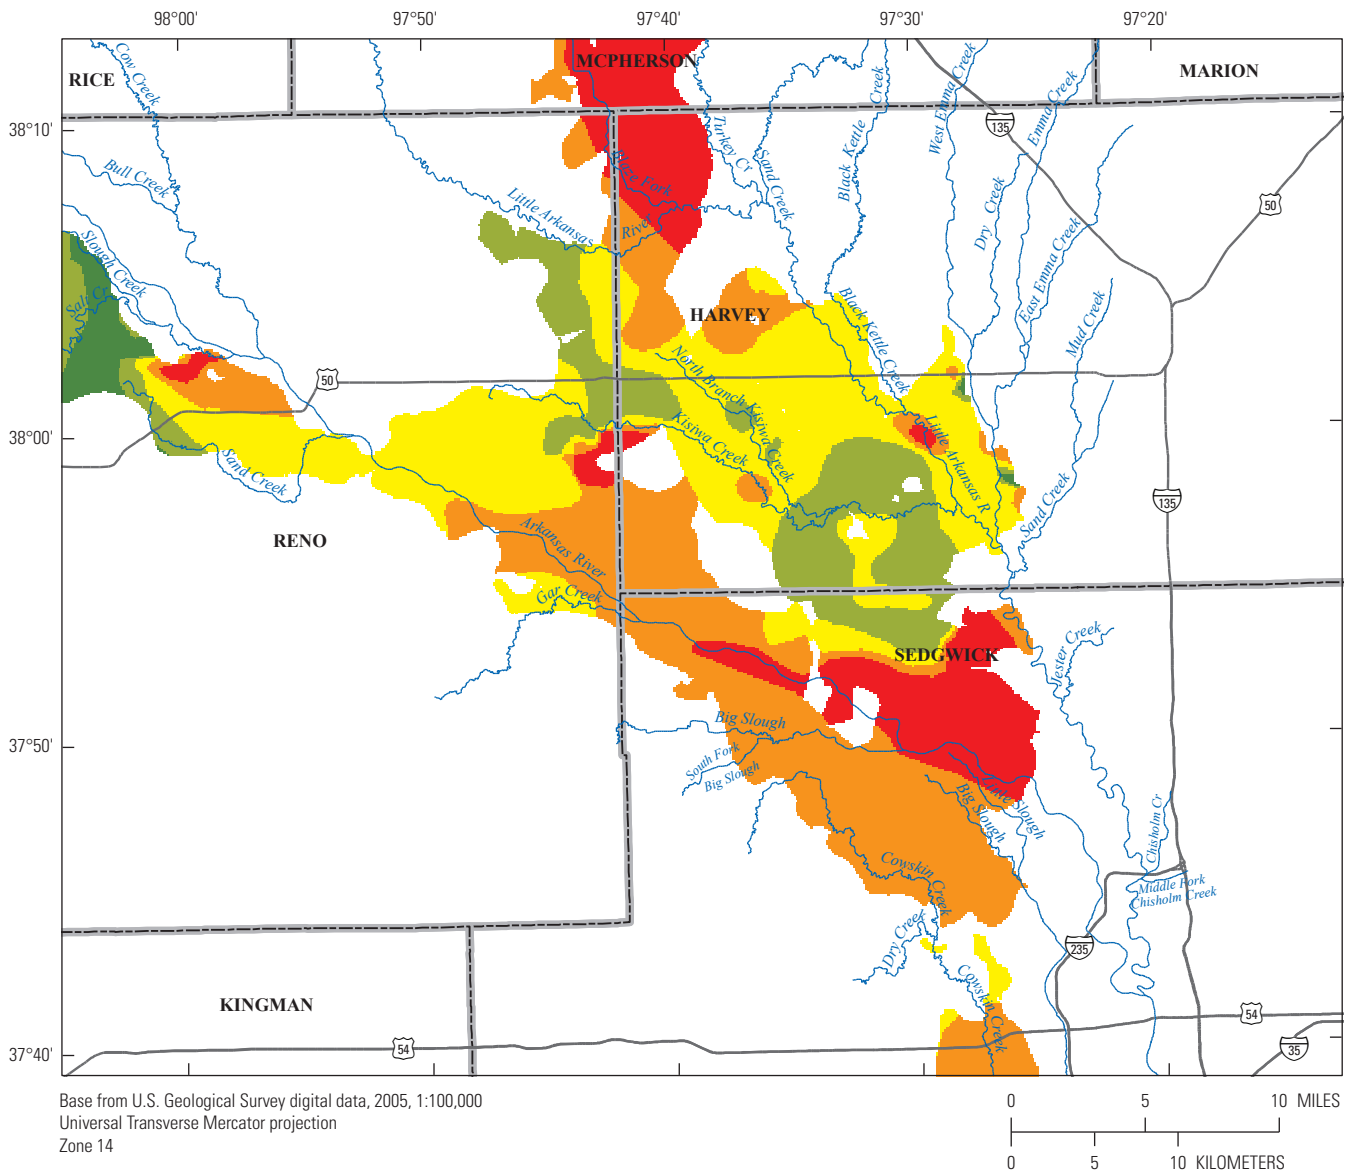 98°00'
97°50'
97°40'
97°30'
97°20'
RICE
MCPHERSON
MARION
Cow Creek
Turkey Cr
Sand Creek
Black Kettle Creek
West Emma Creek
Emma Creek
135
38°10'
Bull Creek
Blaze Fork
Little Arkansas River
Dry Creek
East Emma Creek
50
Slough Creek
Salt Cr
HARVEY
Black Kettle Creek
Mud Creek
50
North Branch Kisiwa Creek
Kisiwa Creek
Little Arkansas R
38°00'
Sand Creek
Sand Creek
135
RENO
Arkansas River
Gar Creek
SEDGWICK
Jester Creek
37°50'
Big Slough
South Fork
Big Slough
Big Slough
Little Slough
Chisholm Cr
Cowskin Creek
Middle Fork
Chisholm Creek
Dry Creek
235
Cowskin Creek
KINGMAN
54
54
35
37°40'
Base from U.S. Geological Survey digital data, 2005, 1:100,000
Universal Transverse Mercator projection
Zone 14
0 5 10 MILES
0 5 10 KILOMETERS